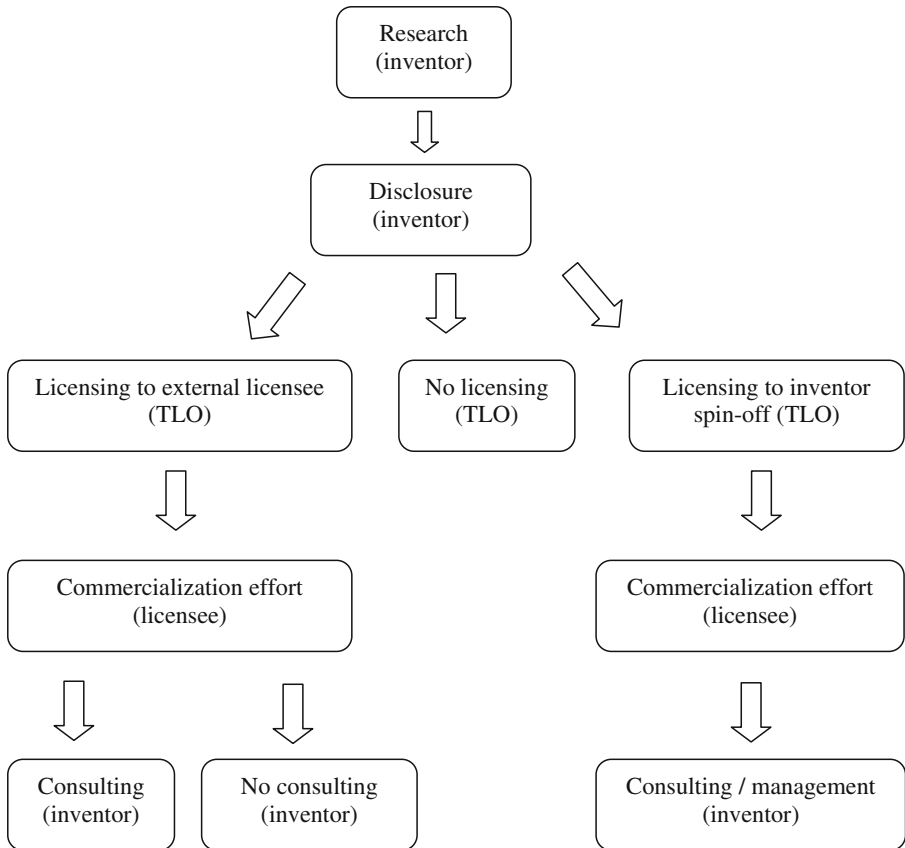 Research
(inventor)
Disclosure
(inventor)
Licensing to external licensee
(TLO)
No licensing
(TLO)
Licensing to inventor
spin-off (TLO)
Commercialization effort
(licensee)
Commercialization effort
(licensee)
Consulting
(inventor)
No consulting
(inventor)
Consulting / management
(inventor)